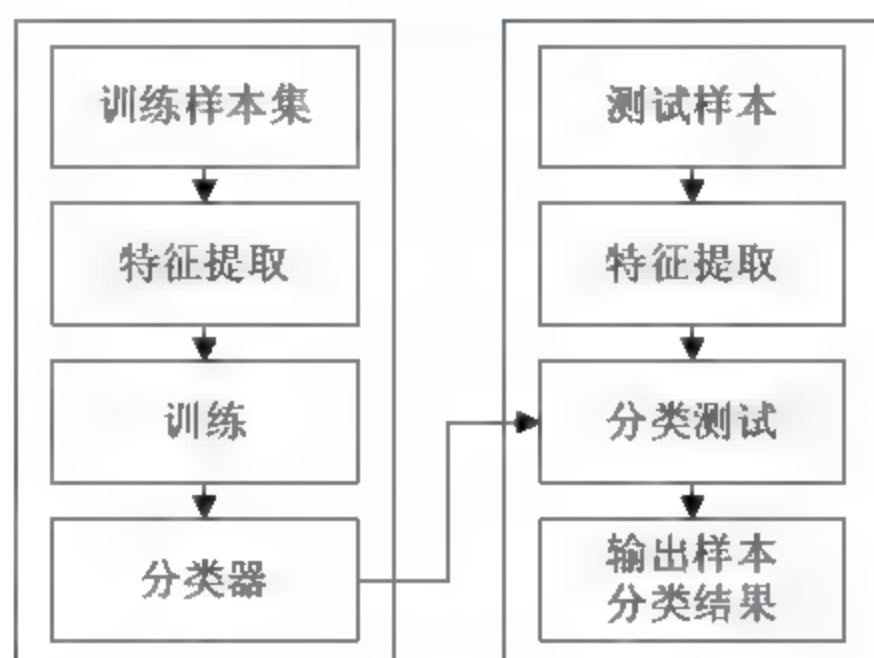 训练样本集
特征提取
训练
分类器
测试样本
特征提取
分类测试
输出样本
分类结果